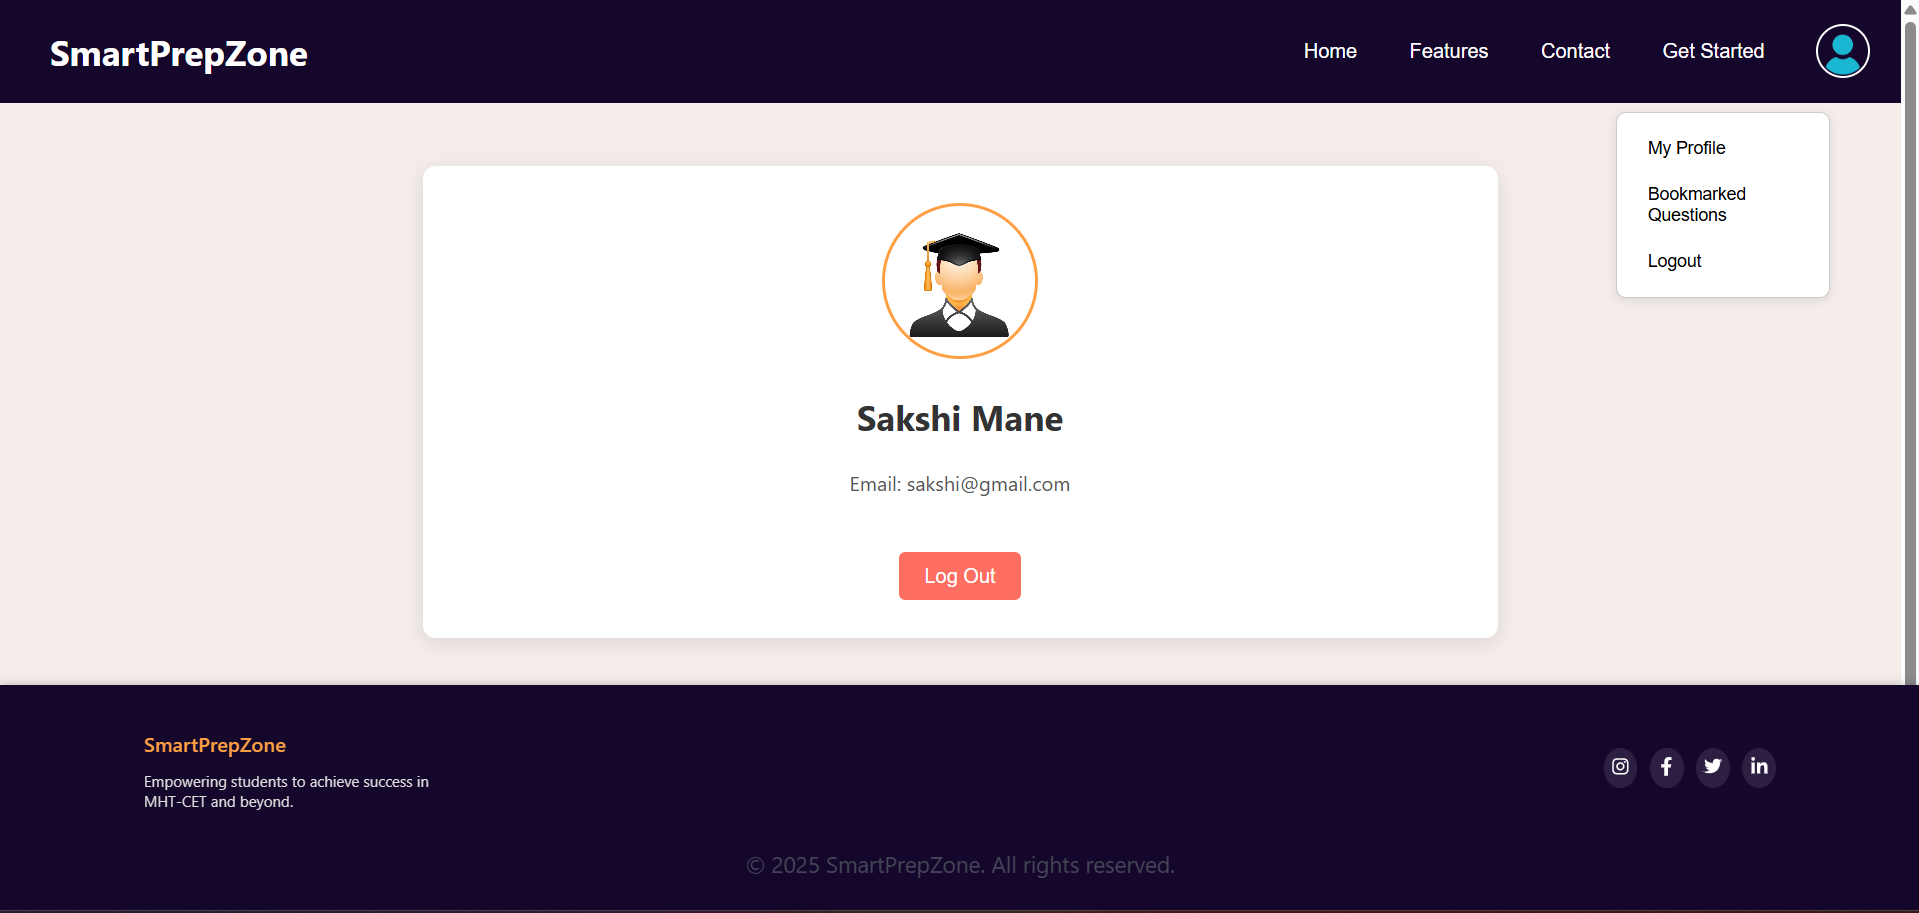 SmartPrepZone
Home
Features
Contact
Get Started
My Profile
Bookmarked
Questions
Logout
Sakshi Mane
Email: sakshi@gmail.com
Log Out
SmartPrepZone
Empowering students to achieve success in
MHT-CET and beyond.
© 2025 SmartPrepZone. All rights reserved.